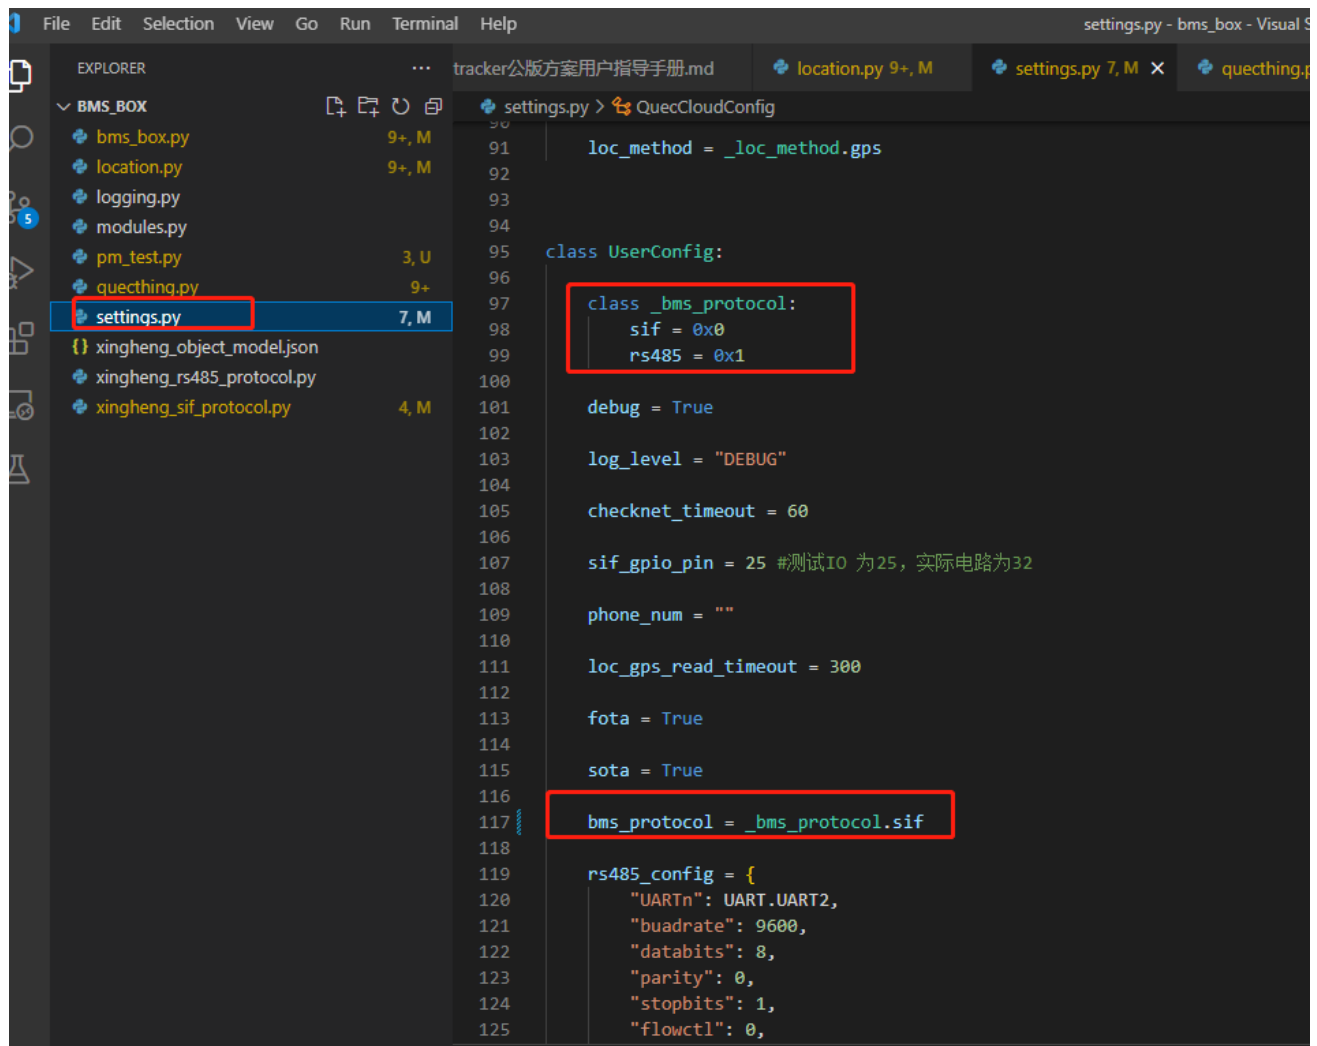 File Edit Selection View Go Run Terminal Help
settings.py - bms_box - Visual S
EXPLORER ···
BMS_BOX
bms_box.py 9+, M
location.py 9+, M
logging.py
modules.py
pm_test.py 3, U
quecthing.py 9+
settings.py 7, M
{} xingheng_object_model.json
xingheng_rs485_protocol.py
xingheng_sif_protocol.py 4, M
5
tracker公版方案用户指导手册.md location.py 9+, M settings.py 7, M × quecthing.p
settings.py > QuecCloudConfig
90
91 loc_method = _loc_method.gps
92
93
94
95 class UserConfig:
96
97 class _bms_protocol:
98 sif = 0x0
99 rs485 = 0x1
100
101 debug = True
102
103 log_level = "DEBUG"
104
105 checknet_timeout = 60
106
107 sif_gpio_pin = 25 #测试IO 为25，实际电路为32
108
109 phone_num = ""
110
111 loc_gps_read_timeout = 300
112
113 fota = True
114
115 sota = True
116
117 bms_protocol = _bms_protocol.sif
118
119 rs485_config = {
120 "UARTn": UART.UART2,
121 "buadrate": 9600,
122 "databits": 8,
123 "parity": 0,
124 "stopbits": 1,
125 "flowctl": 0,